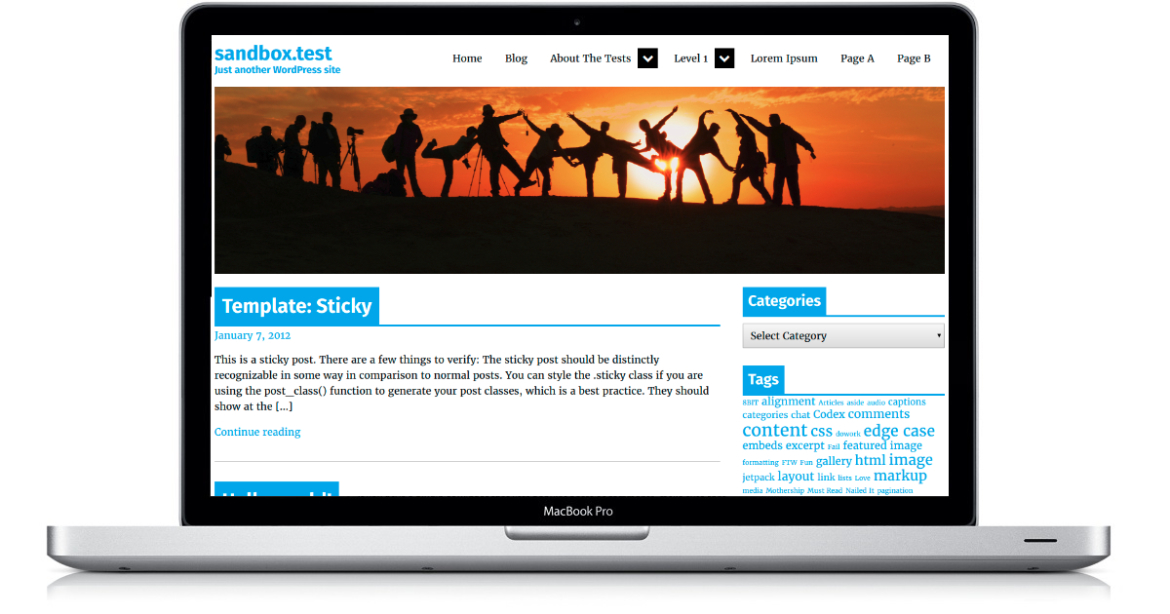 sandbox.test
Just another WordPress site
Home Blog About The Tests Level 1 Lorem Ipsum Page A Page B
Template: Sticky
January 7, 2012
This is a sticky post. There are a few things to verify: The sticky post should be distinctly
recognizable in some way in comparison to normal posts. You can style the .sticky class if you are
using the post_class() function to generate your post classes, which is a best practice. They should
show at the [...]
Continue reading
Categories
Select Category
Tags
8BIT alignment Articles aside audio captions
categories chat Codex comments
content css dowork edge case
embeds excerpt Fail featured image
formatting FTW Fun gallery html image
jetpack layout link lists Love markup
media Mothership Must Read Nailed It pagination
MacBook Pro